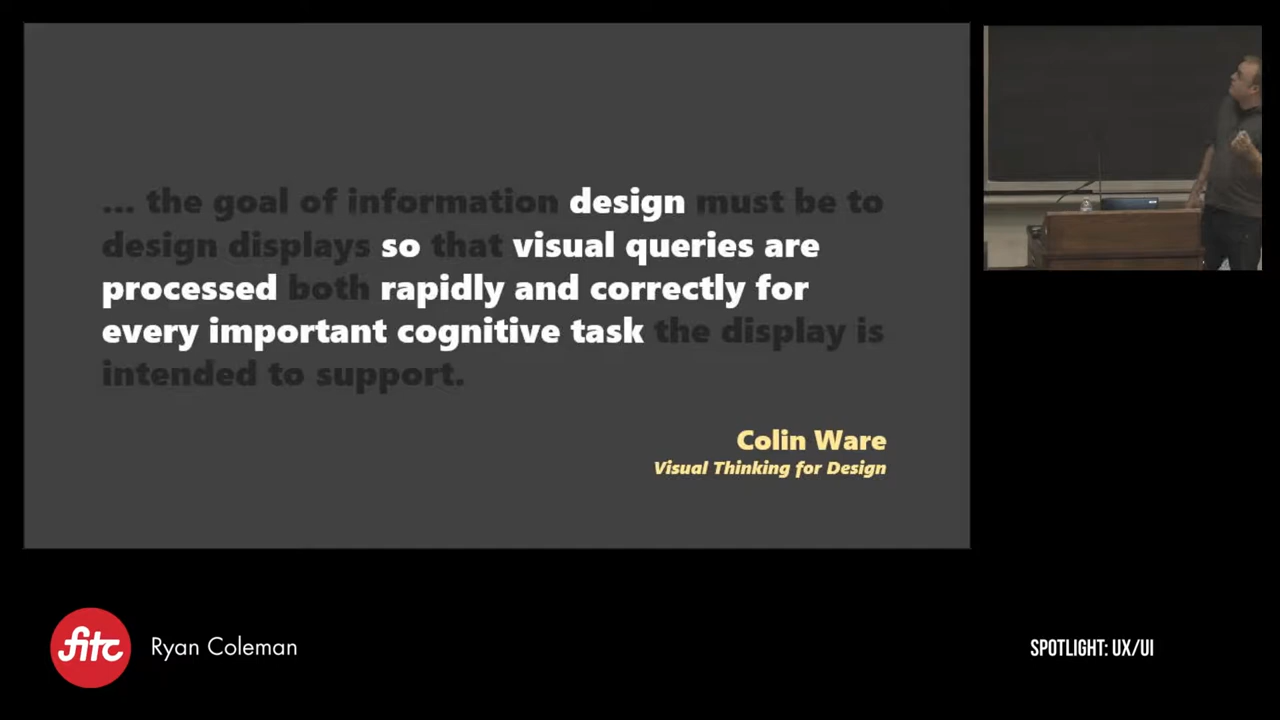 ... the goal of information design must be to
design displays so that visual queries are
processed both rapidly and correctly for
every important cognitive task the display is
intended to support.
Colin Ware
Visual Thinking for Design
fitc
Ryan Coleman
SPOTLIGHT: UX/UI